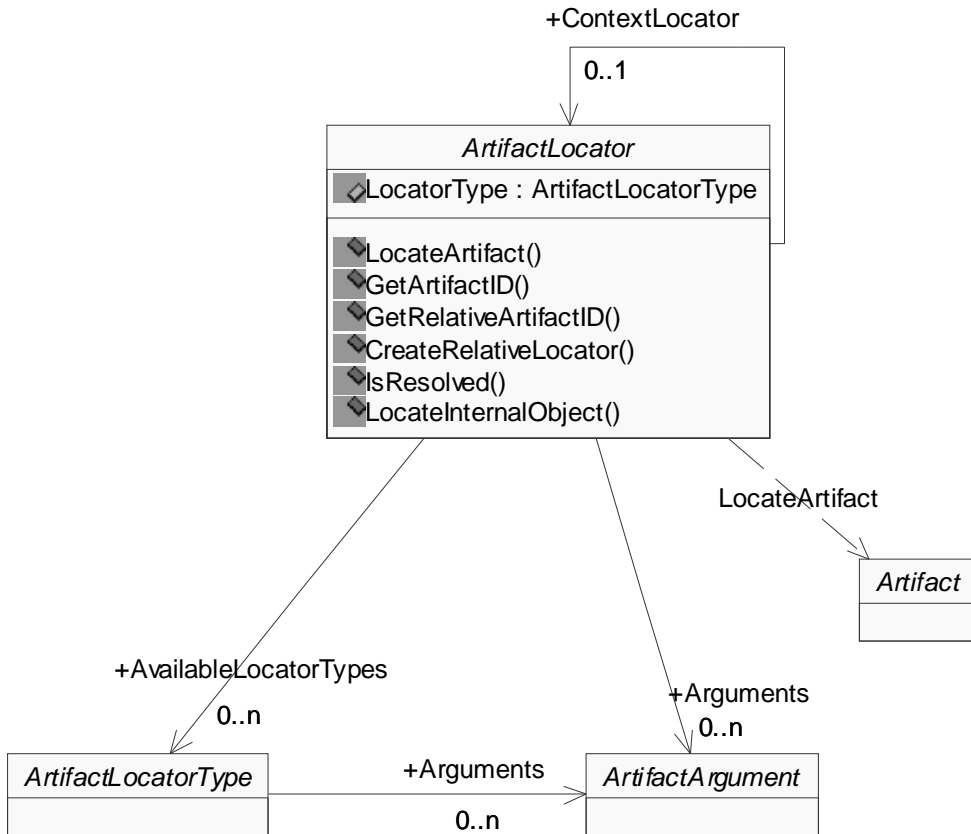 +ContextLocator
0..1
ArtifactLocator
LocatorType : ArtifactLocatorType
LocateArtifact()
GetArtifactID()
GetRelativeArtifactID()
CreateRelativeLocator()
IsResolved()
LocateInternalObject()
LocateArtifact
Artifact
+AvailableLocatorTypes
0..n
+Arguments
0..n
ArtifactLocatorType
+Arguments
0..n
ArtifactArgument